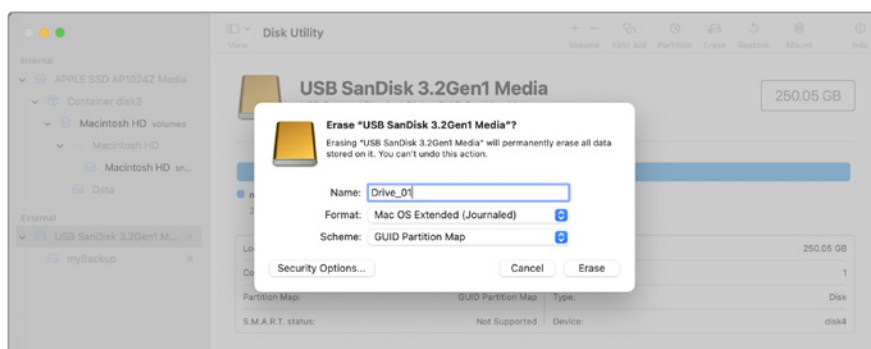 Disk Utility
View
Volume First Aid Partition Erase Restore Mount Info
Internal
APPLE SSD AP1024Z Media
Container disk3
Macintosh HD volumes
Macintosh HD
Macintosh HD sn...
Data
External
USB SanDisk 3.2Gen1 M...
myBackup
USB SanDisk 3.2Gen1 Media
250.05 GB
Erase “USB SanDisk 3.2Gen1 Media”?
Erasing “USB SanDisk 3.2Gen1 Media” will permanently erase all data
stored on it. You can’t undo this action.
Name: Drive_01
Format: Mac OS Extended (Journaled)
Scheme: GUID Partition Map
Security Options... Cancel Erase
250.05 GB
1
Partition Map: GUID Partition Map Type: Disk
S.M.A.R.T. status: Not Supported Device: disk4